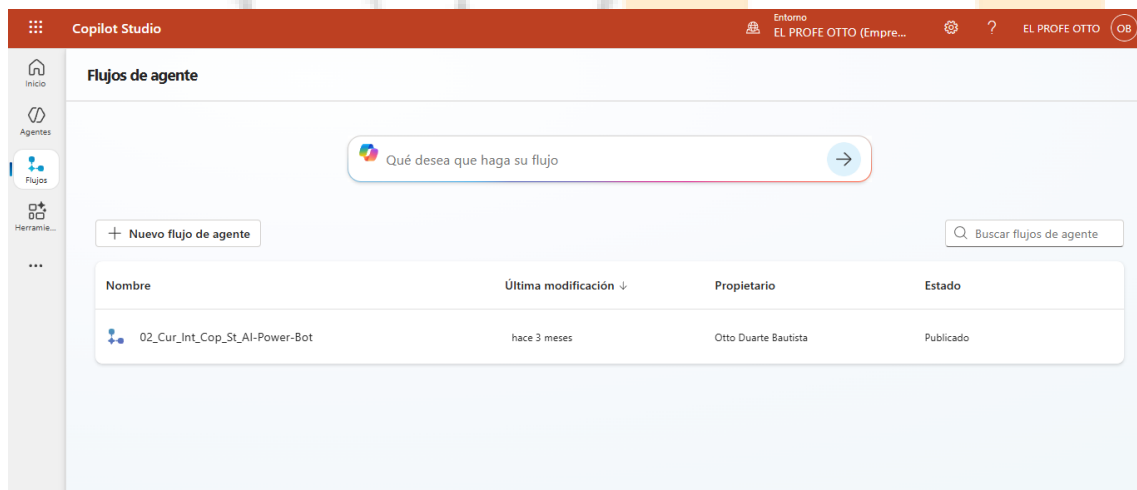 Copilot Studio
Entorno
EL PROFE OTTO (Empre...
?
EL PROFE OTTO
OB
Inicio
Agentes
Flujos
Herramie...
Flujos de agente
Qué desea que haga su flujo
Nuevo flujo de agente
Buscar flujos de agente
Nombre
Última modificación
Propietario
Estado
02_Cur_Int_Cop_St_AI-Power-Bot
hace 3 meses
Otto Duarte Bautista
Publicado